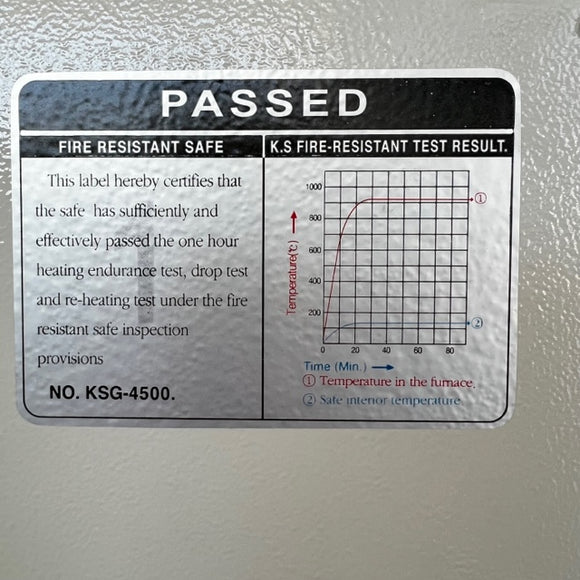 PASSED
FIRE RESISTANT SAFE
This label hereby certifies that
the safe has sufficiently and
effectively passed the one hour
heating endurance test, drop test
and re-heating test under the fire
resistant safe inspection
provisions
NO. KSG-4500.
K.S FIRE-RESISTANT TEST RESULT.
Temperature(℃)
1000
800
600
400
200
0 20 40 60 80
①
②
Time (Min.)
① Temperature in the furnace.
② Safe interior temperature